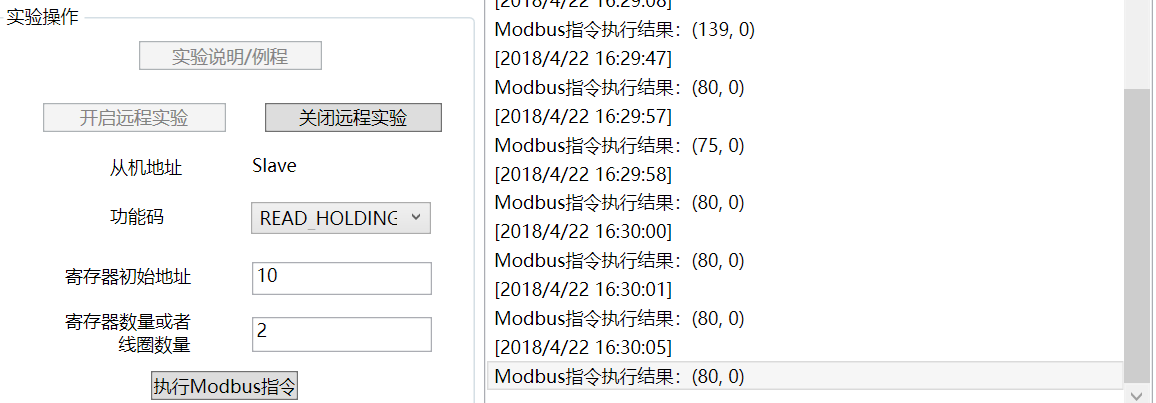 实验操作
实验说明/例程
开启远程实验
关闭远程实验
从机地址
Slave
功能码
READ_HOLDING
寄存器初始地址
10
寄存器数量或者
线圈数量
2
执行Modbus指令
[2018/4/22 16:29:08]
Modbus指令执行结果：(139, 0)
[2018/4/22 16:29:47]
Modbus指令执行结果：(80, 0)
[2018/4/22 16:29:57]
Modbus指令执行结果：(75, 0)
[2018/4/22 16:29:58]
Modbus指令执行结果：(80, 0)
[2018/4/22 16:30:00]
Modbus指令执行结果：(80, 0)
[2018/4/22 16:30:01]
Modbus指令执行结果：(80, 0)
[2018/4/22 16:30:05]
Modbus指令执行结果：(80, 0)